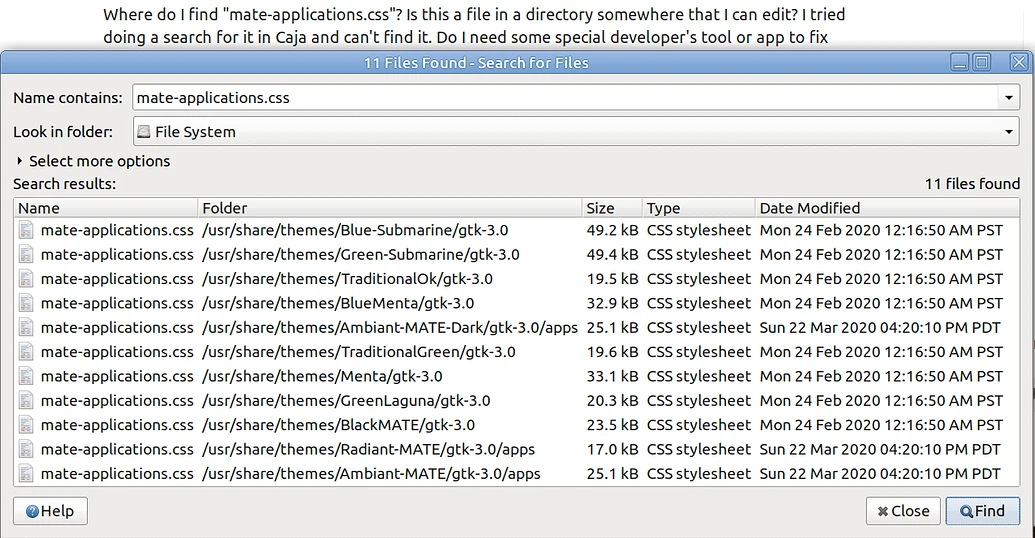 Where do I find "mate-applications.css"? Is this a file in a directory somewhere that I can edit? I tried
doing a search for it in Caja and can't find it. Do I need some special developer's tool or app to fix
11 Files Found - Search for Files
Name contains: mate-applications.css
Look in folder: File System
Select more options
Search results: 11 files found
Name Folder Size Type Date Modified
mate-applications.css /usr/share/themes/Blue-Submarine/gtk-3.0 49.2 kB CSS stylesheet Mon 24 Feb 2020 12:16:50 AM PST
mate-applications.css /usr/share/themes/Green-Submarine/gtk-3.0 49.4 kB CSS stylesheet Mon 24 Feb 2020 12:16:50 AM PST
mate-applications.css /usr/share/themes/TraditionalOk/gtk-3.0 19.5 kB CSS stylesheet Mon 24 Feb 2020 12:16:50 AM PST
mate-applications.css /usr/share/themes/BlueMenta/gtk-3.0 32.9 kB CSS stylesheet Mon 24 Feb 2020 12:16:50 AM PST
mate-applications.css /usr/share/themes/Ambiant-MATE-Dark/gtk-3.0/apps 25.1 kB CSS stylesheet Sun 22 Mar 2020 04:20:10 PM PDT
mate-applications.css /usr/share/themes/TraditionalGreen/gtk-3.0 19.6 kB CSS stylesheet Mon 24 Feb 2020 12:16:50 AM PST
mate-applications.css /usr/share/themes/Menta/gtk-3.0 33.1 kB CSS stylesheet Mon 24 Feb 2020 12:16:50 AM PST
mate-applications.css /usr/share/themes/GreenLaguna/gtk-3.0 20.3 kB CSS stylesheet Mon 24 Feb 2020 12:16:50 AM PST
mate-applications.css /usr/share/themes/BlackMATE/gtk-3.0 23.5 kB CSS stylesheet Mon 24 Feb 2020 12:16:50 AM PST
mate-applications.css /usr/share/themes/Radiant-MATE/gtk-3.0/apps 17.0 kB CSS stylesheet Sun 22 Mar 2020 04:20:10 PM PDT
mate-applications.css /usr/share/themes/Ambiant-MATE/gtk-3.0/apps 25.1 kB CSS stylesheet Sun 22 Mar 2020 04:20:10 PM PDT
Help Close Find